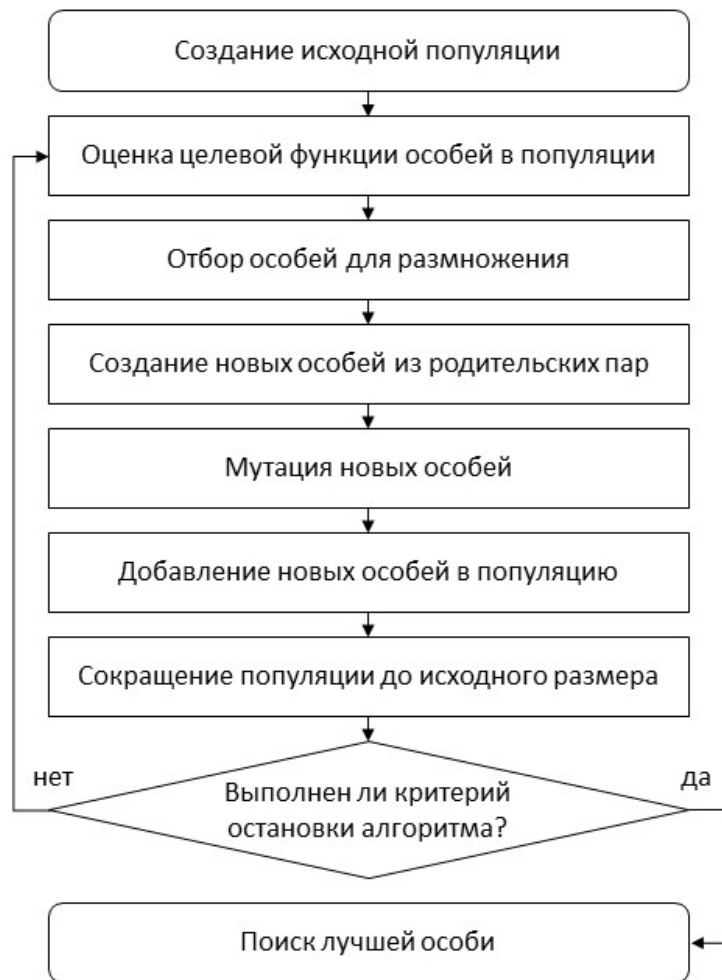 Создание исходной популяции
Оценка целевой функции особей в популяции
Отбор особей для размножения
Создание новых особей из родительских пар
Мутация новых особей
Добавление новых особей в популяцию
Сокращение популяции до исходного размера
нет
да
Выполнен ли критерий
остановки алгоритма?
Поиск лучшей особи